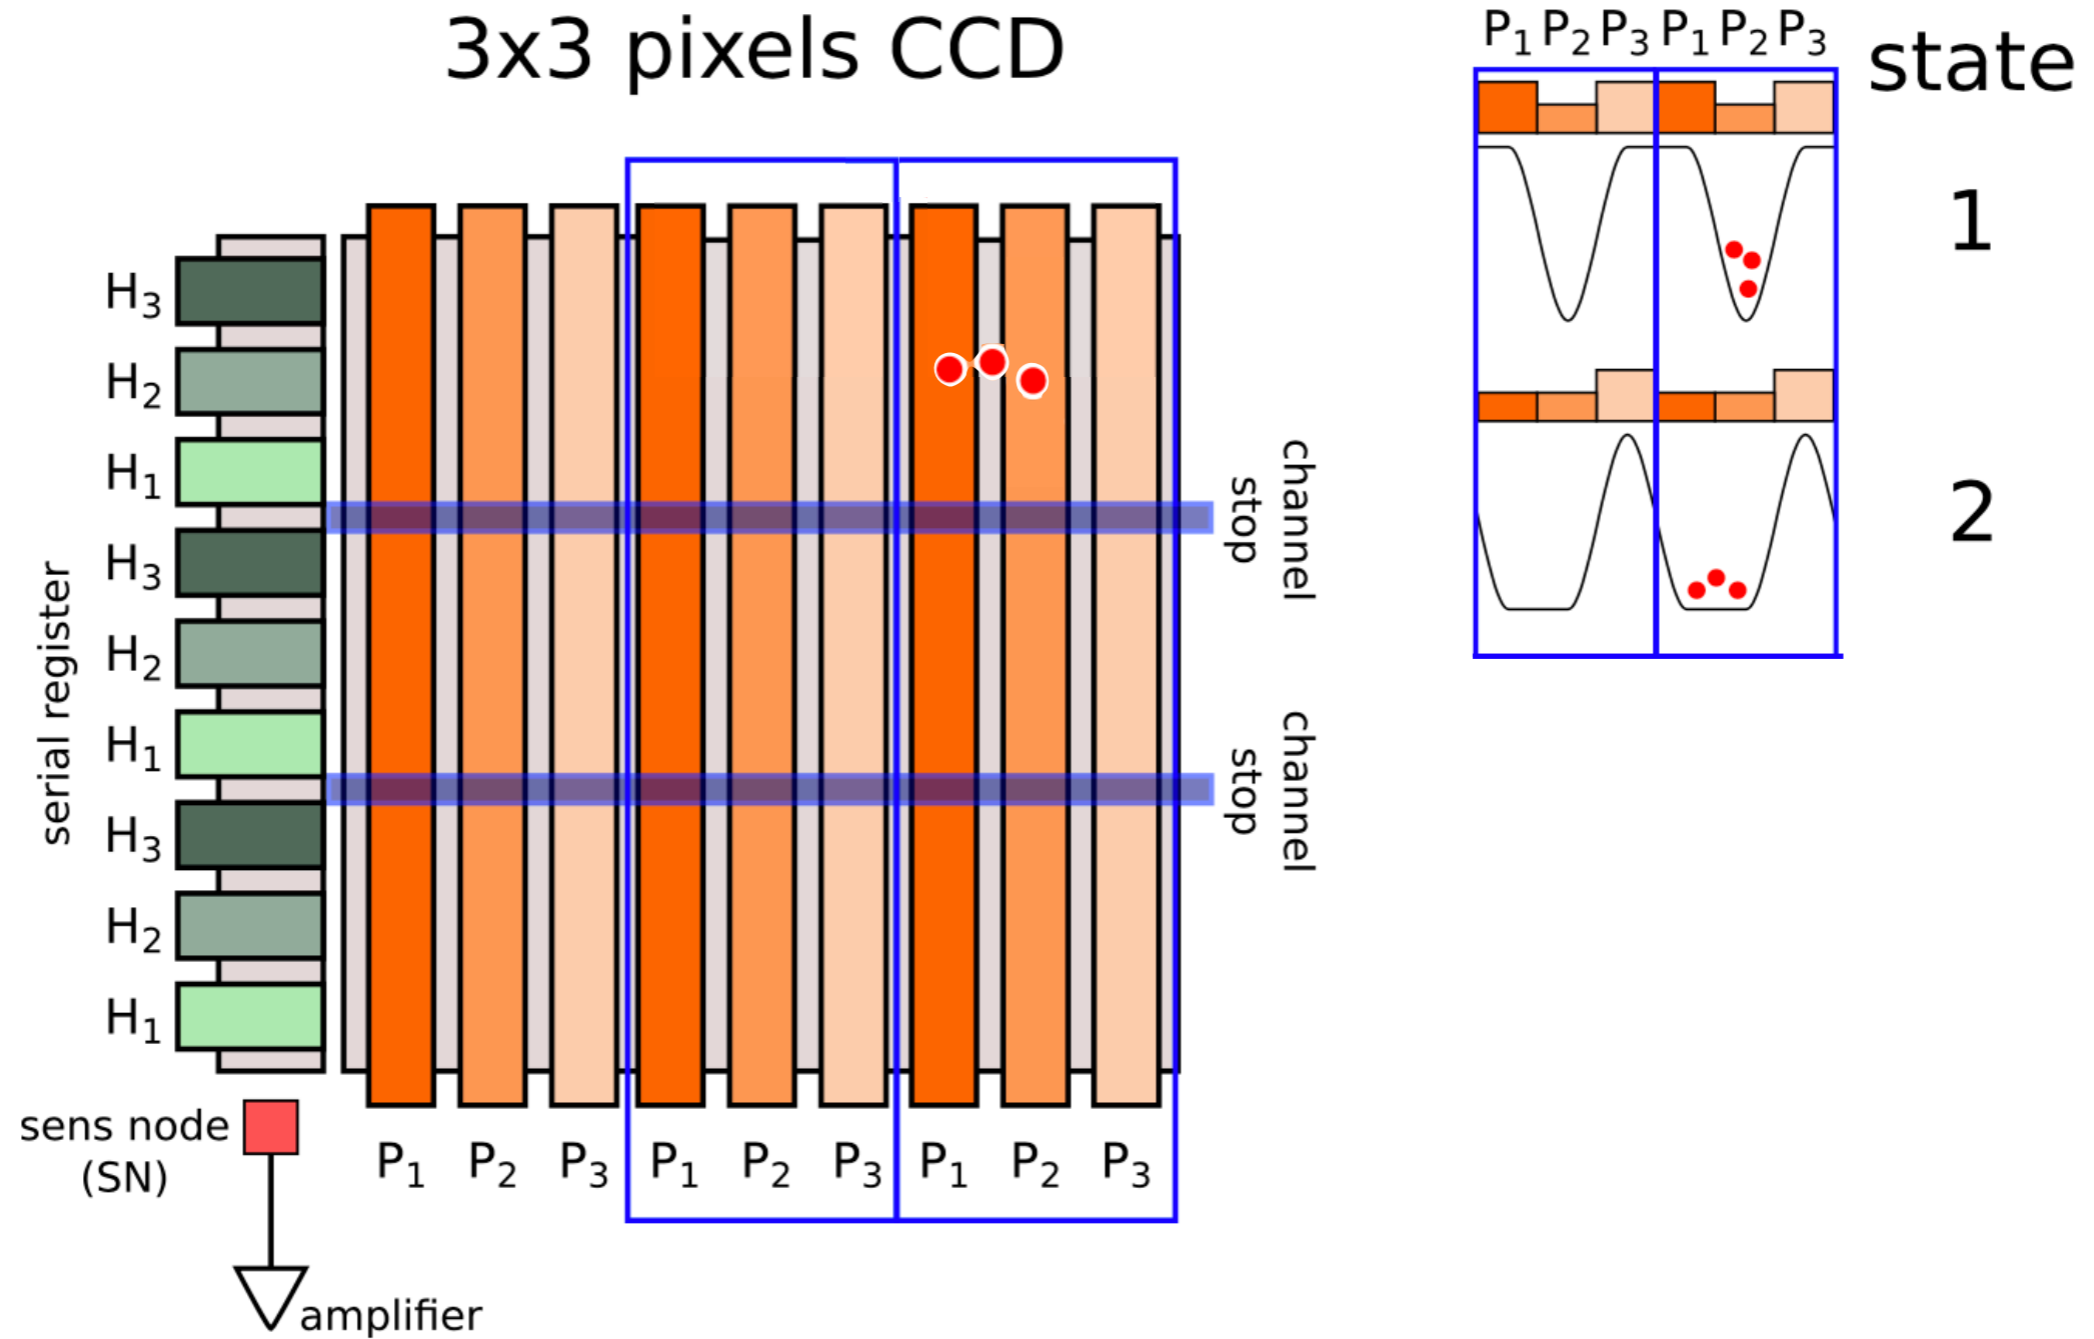 3x3 pixels CCD
P₁ P₂ P₃ P₁ P₂ P₃
state
1
2
H₃
H₂
H₁
H₃
H₂
H₁
H₃
H₂
H₁
serial register
channel
stop
channel
stop
sens node
(SN)
P₁ P₂ P₃ P₁ P₂ P₃ P₁ P₂ P₃
amplifier